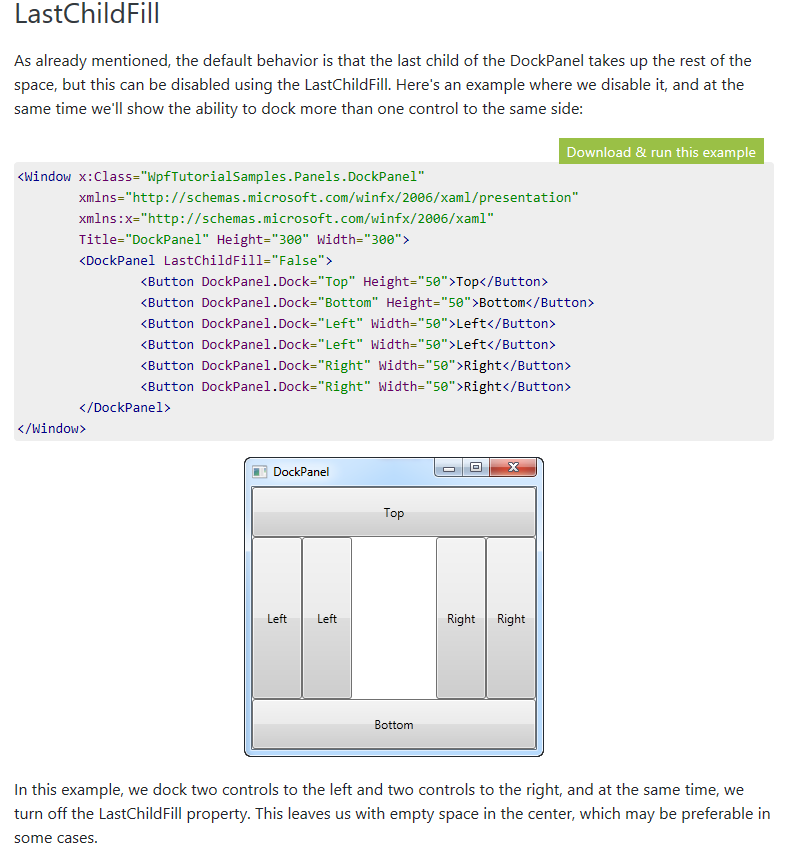 LastChildFill
As already mentioned, the default behavior is that the last child of the DockPanel takes up the rest of the
space, but this can be disabled using the LastChildFill. Here's an example where we disable it, and at the
same time we'll show the ability to dock more than one control to the same side:
Download & run this example
<Window x:Class="WpfTutorialSamples.Panels.DockPanel"
        xmlns="http://schemas.microsoft.com/winfx/2006/xaml/presentation"
        xmlns:x="http://schemas.microsoft.com/winfx/2006/xaml"
        Title="DockPanel" Height="300" Width="300">
        <DockPanel LastChildFill="False">
                <Button DockPanel.Dock="Top" Height="50">Top</Button>
                <Button DockPanel.Dock="Bottom" Height="50">Bottom</Button>
                <Button DockPanel.Dock="Left" Width="50">Left</Button>
                <Button DockPanel.Dock="Left" Width="50">Left</Button>
                <Button DockPanel.Dock="Right" Width="50">Right</Button>
                <Button DockPanel.Dock="Right" Width="50">Right</Button>
        </DockPanel>
</Window>
DockPanel
Top
Left Left Right Right
Bottom
In this example, we dock two controls to the left and two controls to the right, and at the same time, we
turn off the LastChildFill property. This leaves us with empty space in the center, which may be preferable in
some cases.